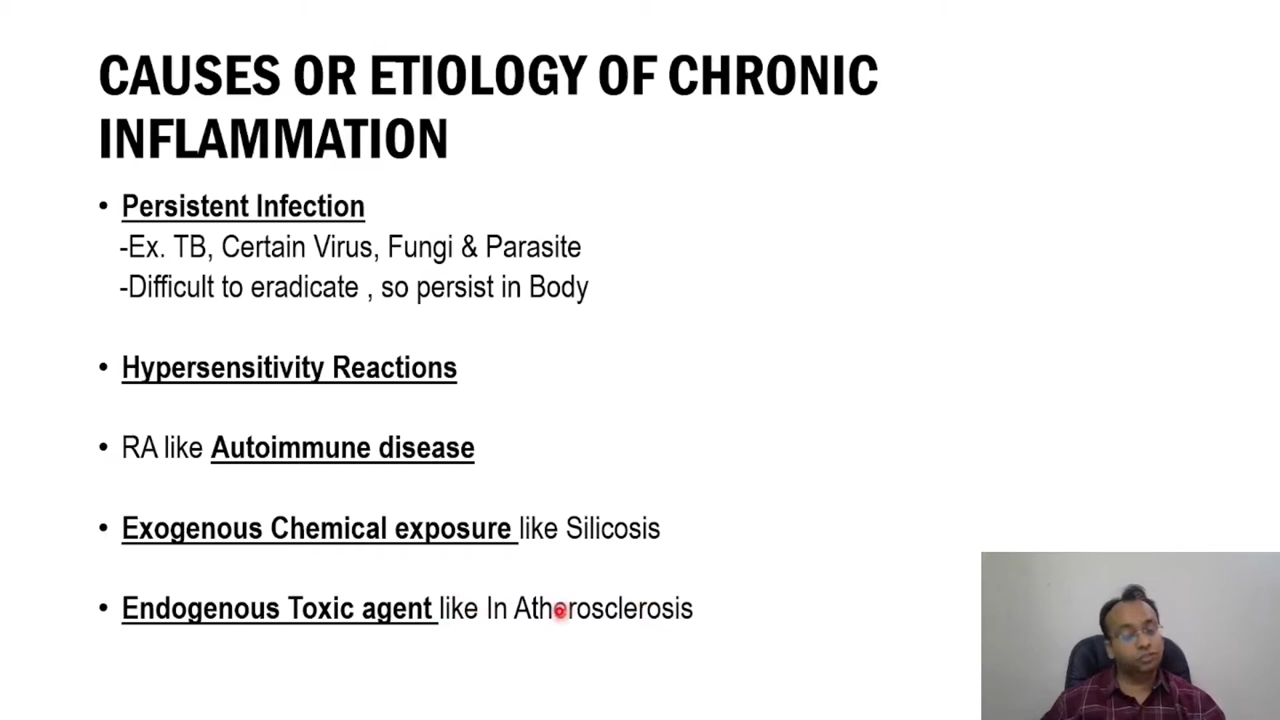 CAUSES OR ETIOLOGY OF CHRONIC
INFLAMMATION
• Persistent Infection
-Ex. TB, Certain Virus, Fungi & Parasite
-Difficult to eradicate , so persist in Body
• Hypersensitivity Reactions
• RA like Autoimmune disease
• Exogenous Chemical exposure like Silicosis
• Endogenous Toxic agent like In Atherosclerosis